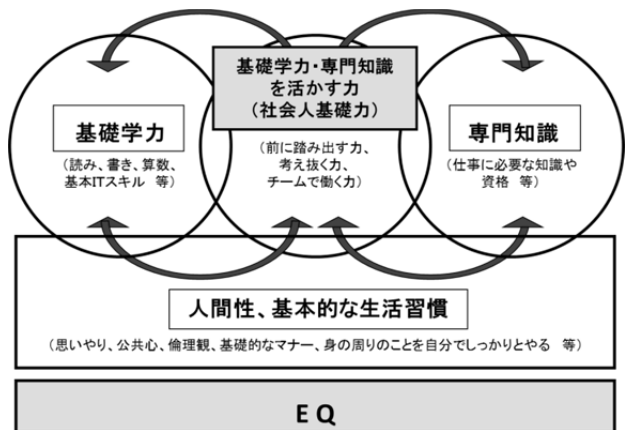 基礎学力・専門知識
を活かす力
(社会人基礎力)
基礎学力
(読み、書き、算数、
基本ITスキル 等)
(前に踏み出す力、
考え抜く力、
チームで働く力)
専門知識
(仕事に必要な知識や
資格 等)
人間性、基本的な生活習慣
(思いやり、公共心、倫理観、基礎的なマナー、身の周りのことを自分でしっかりとやる 等)
EQ